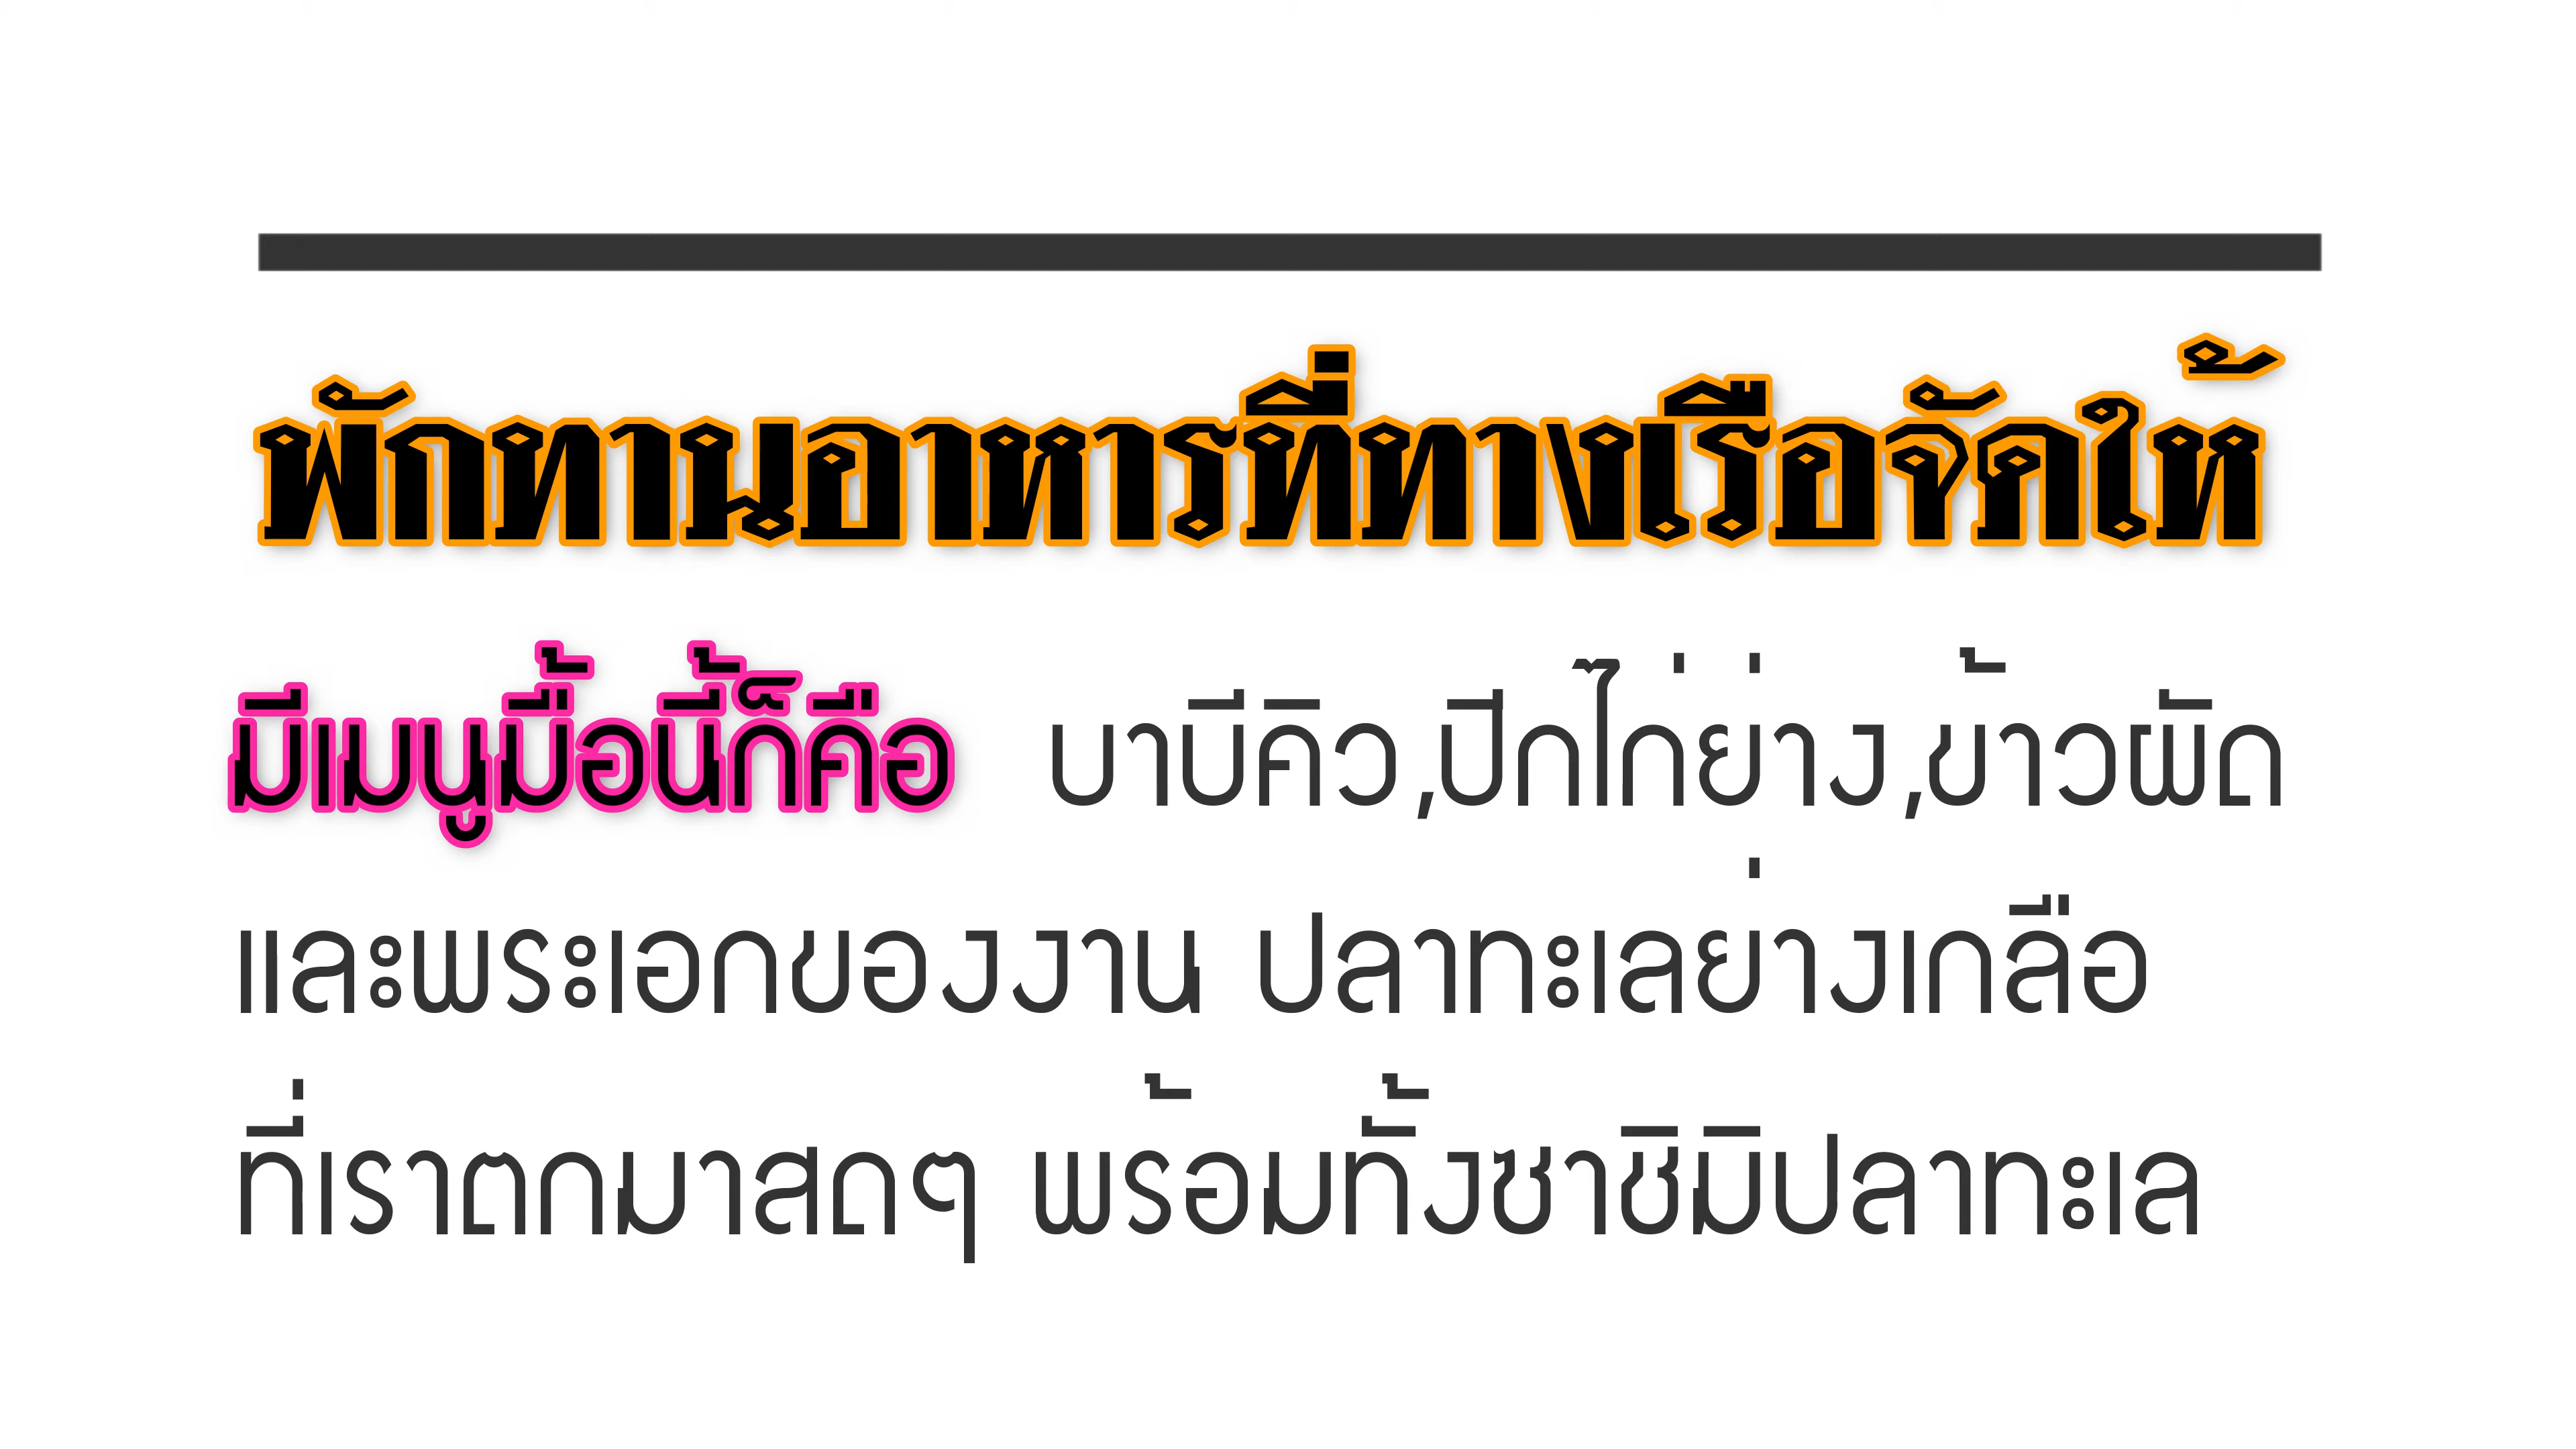 พักทานอาหารที่ทางเรือจัดให้
มีเมนูมื้อนี้ก็คือ บาบีคิว,ปีกไก่ย่าง,ข้าวผัด
และพระเอกของงาน ปลาทะเลย่างเกลือ
ที่เราตกมาสดๆ พร้อมทั้งซาชิมิปลาทะเล